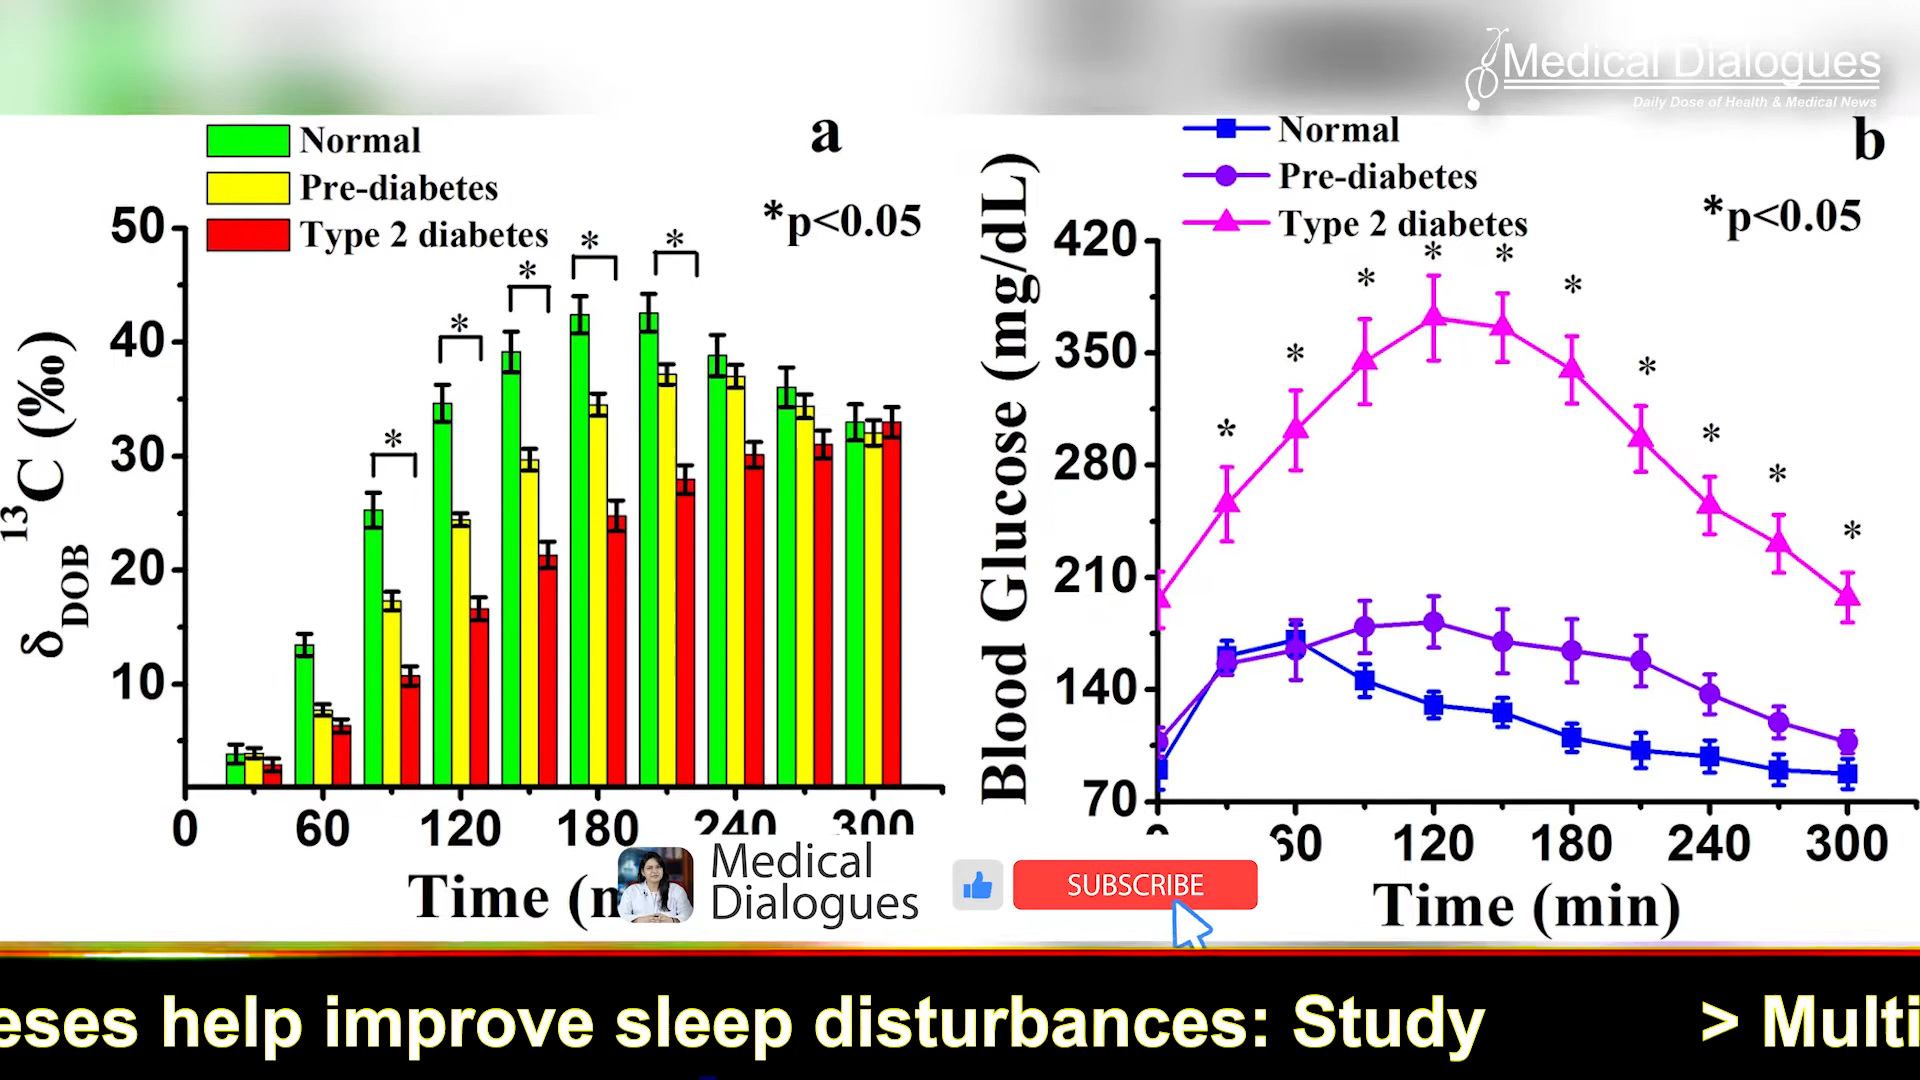 Medical Dialogues
Daily Dose of Health & Medical News
Normal
Pre-diabetes
Type 2 diabetes
a
*p<0.05
δDOB 13C (‰)
50
40
30
20
10
* * * * * *
0 60 120 180 240 300
Time (m
Normal
Pre-diabetes
Type 2 diabetes
b
*p<0.05
Blood Glucose (mg/dL)
420
350
280
210
140
70
* * * * * * * * * *
0 60 120 180 240 300
Time (min)
Medical
Dialogues
SUBSCRIBE
eses help improve sleep disturbances: Study > Multi